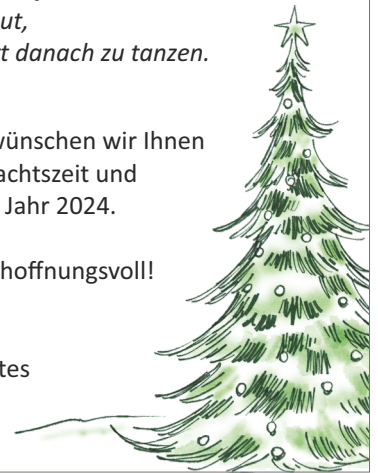 ut,
t danach zu tanzen.
wünschen wir Ihnen
achtszeit und
Jahr 2024.
hoffnungsvoll!
tes